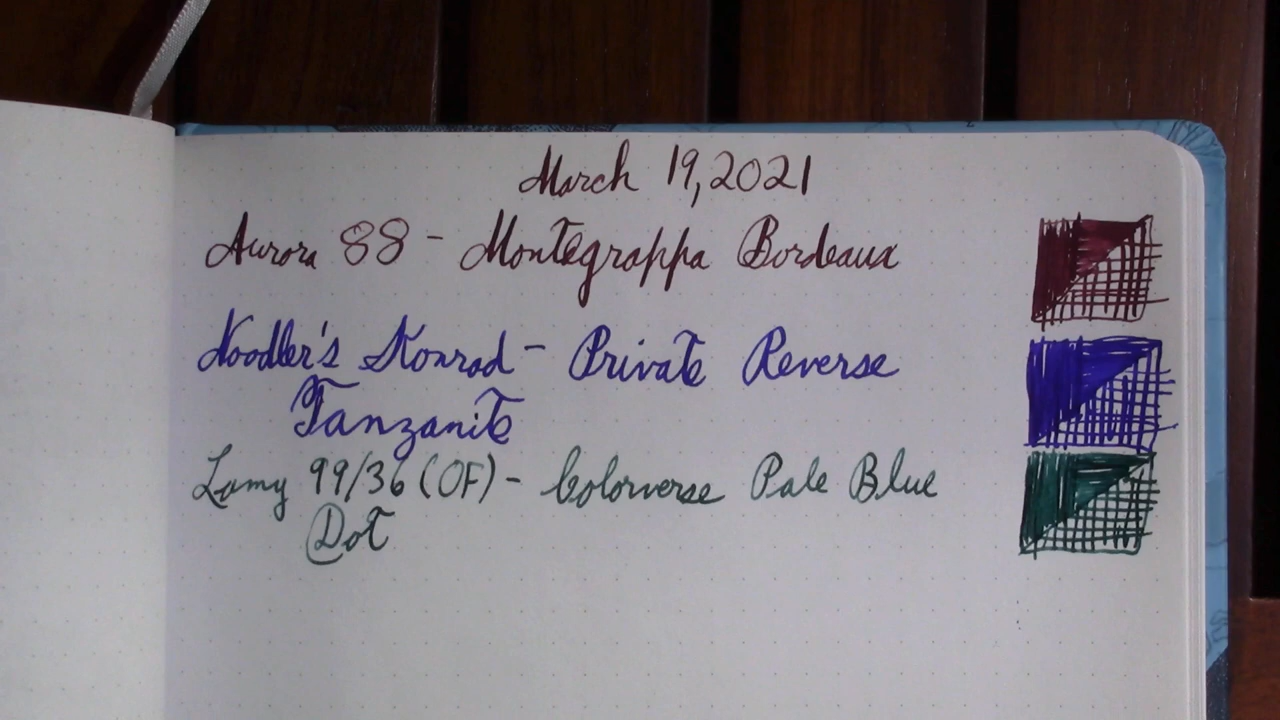 March 19, 2021
Aurora 88 - Montegrappa Bordeaux
Noodler's Konrad - Private Reverse
Tanzanite
Lamy 99/36 (OF) - Colorverse Pale Blue
Dot